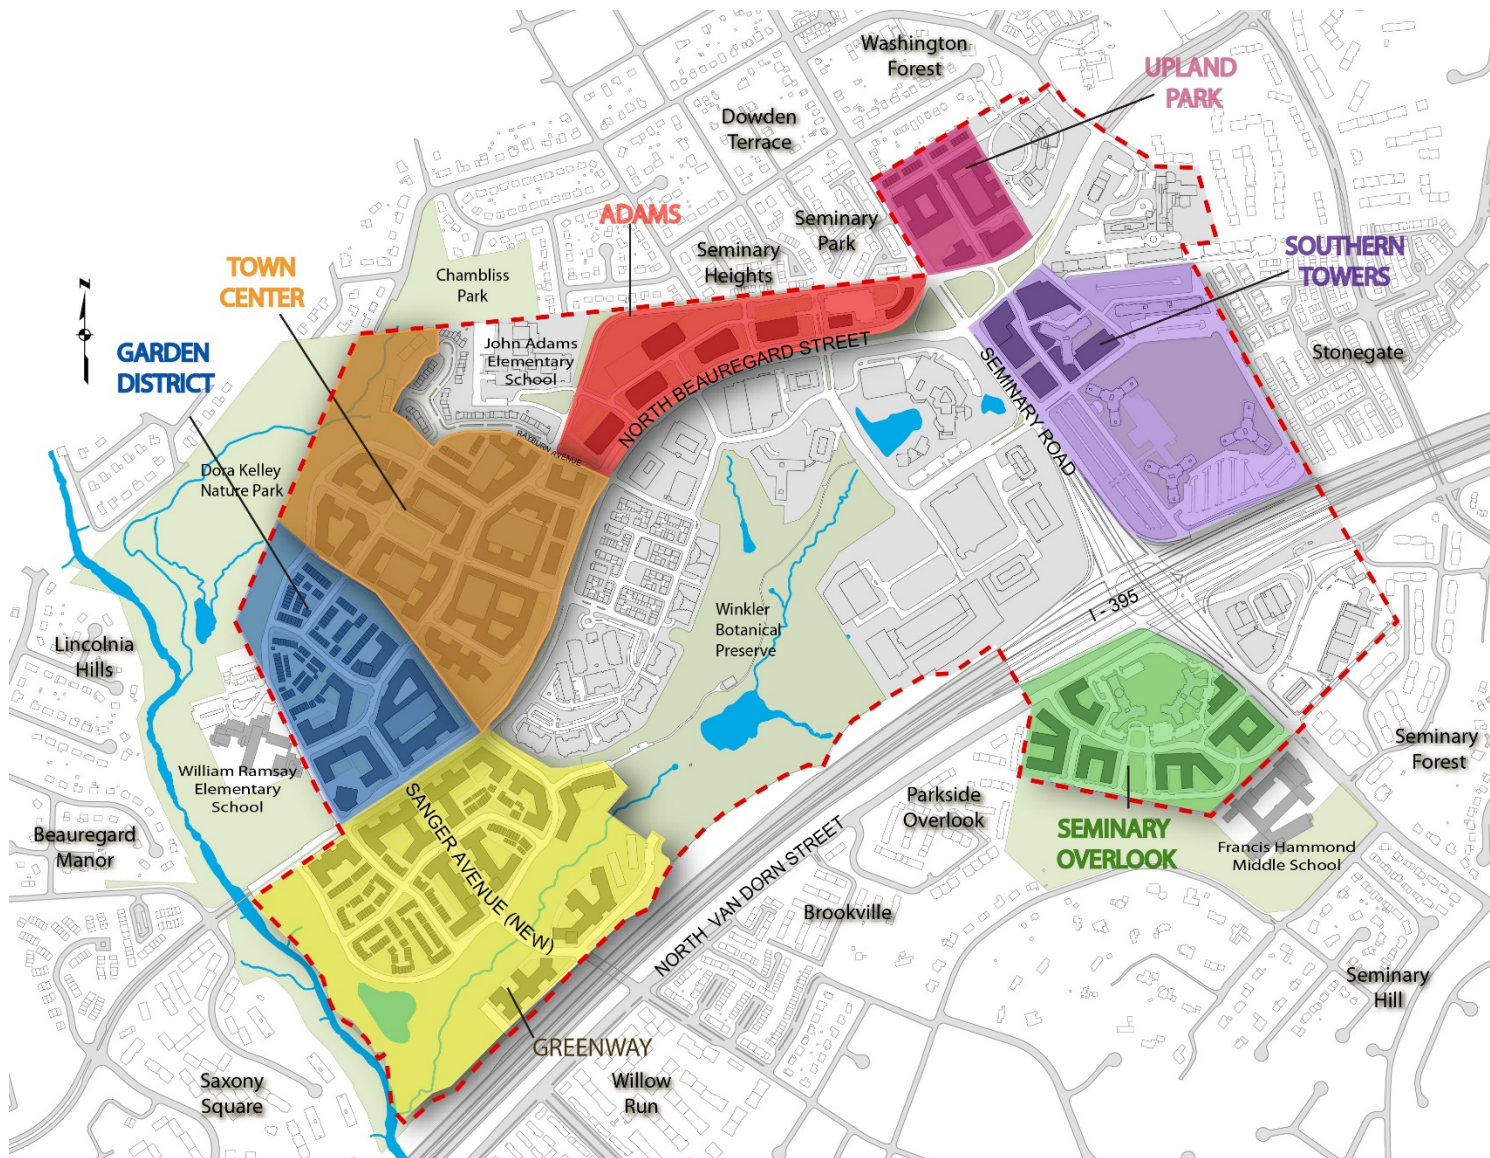 Washington
Forest
UPLAND
PARK
Dowden
Terrace
ADAMS
Seminary
Park
Seminary
Heights
SOUTHERN
TOWERS
TOWN
CENTER
Chambliss
Park
N
GARDEN
DISTRICT
John Adams
Elementary
School
NORTH BEAUREGARD STREET
Stonegate
SEMINARY ROAD
RAYBURN AVENUE
Dora Kelley
Nature Park
I - 395
Winkler
Botanical
Preserve
Lincolnia
Hills
Seminary
Forest
William Ramsay
Elementary
School
SANGER AVENUE (NEW)
Parkside
Overlook
SEMINARY
OVERLOOK
Francis Hammond
Middle School
Beauregard
Manor
NORTH VAN DORN STREET
Brookville
Seminary
Hill
GREENWAY
Saxony
Square
Willow
Run